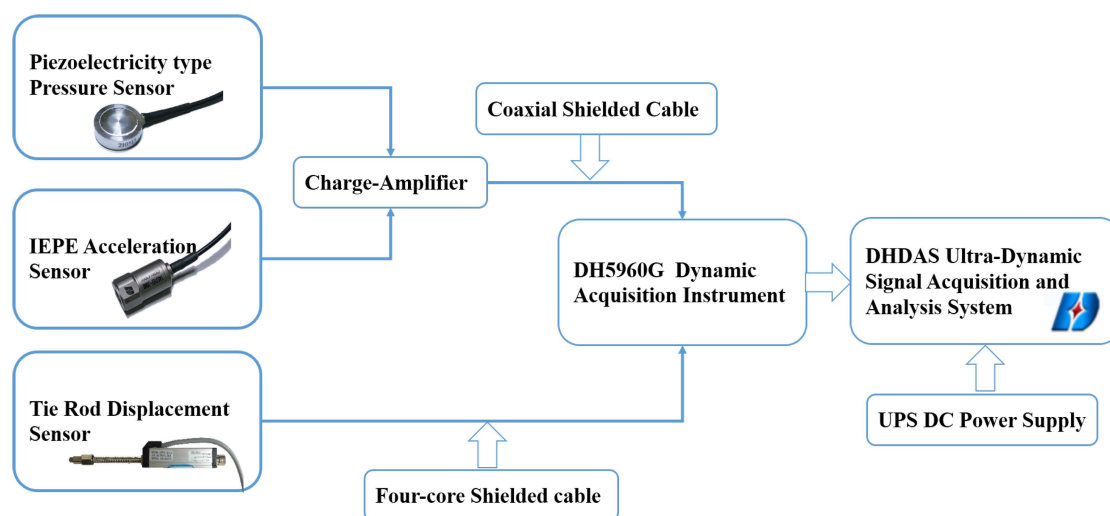 Piezoelectricity type
Pressure Sensor
Coaxial Shielded Cable
Charge-Amplifier
IEPE Acceleration
Sensor
DH5960G Dynamic
Acquisition Instrument
DHDAS Ultra-Dynamic
Signal Acquisition and
Analysis System
Tie Rod Displacement
Sensor
UPS DC Power Supply
Four-core Shielded cable